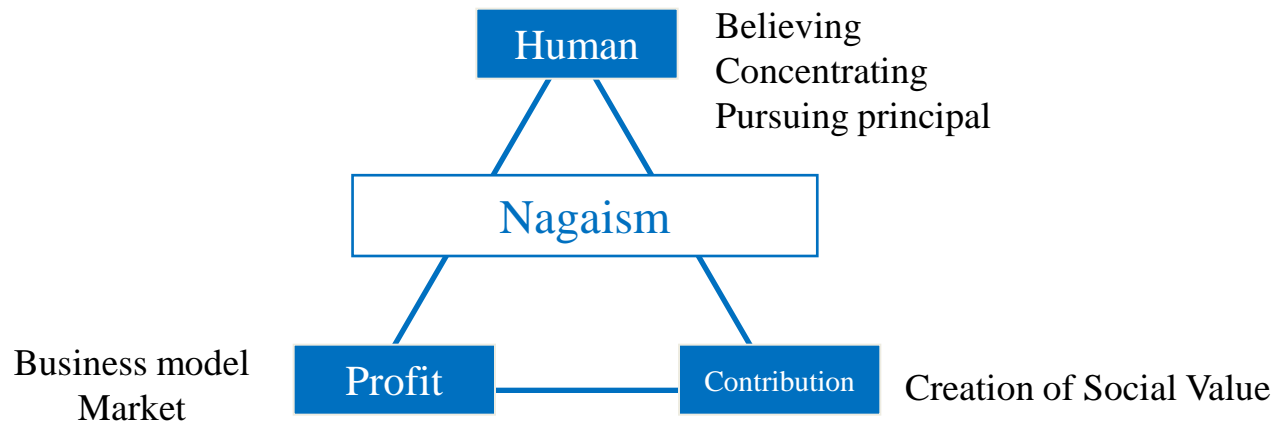 Human
Believing
Concentrating
Pursuing principal
Nagaism
Business model
Market
Profit
Contribution
Creation of Social Value